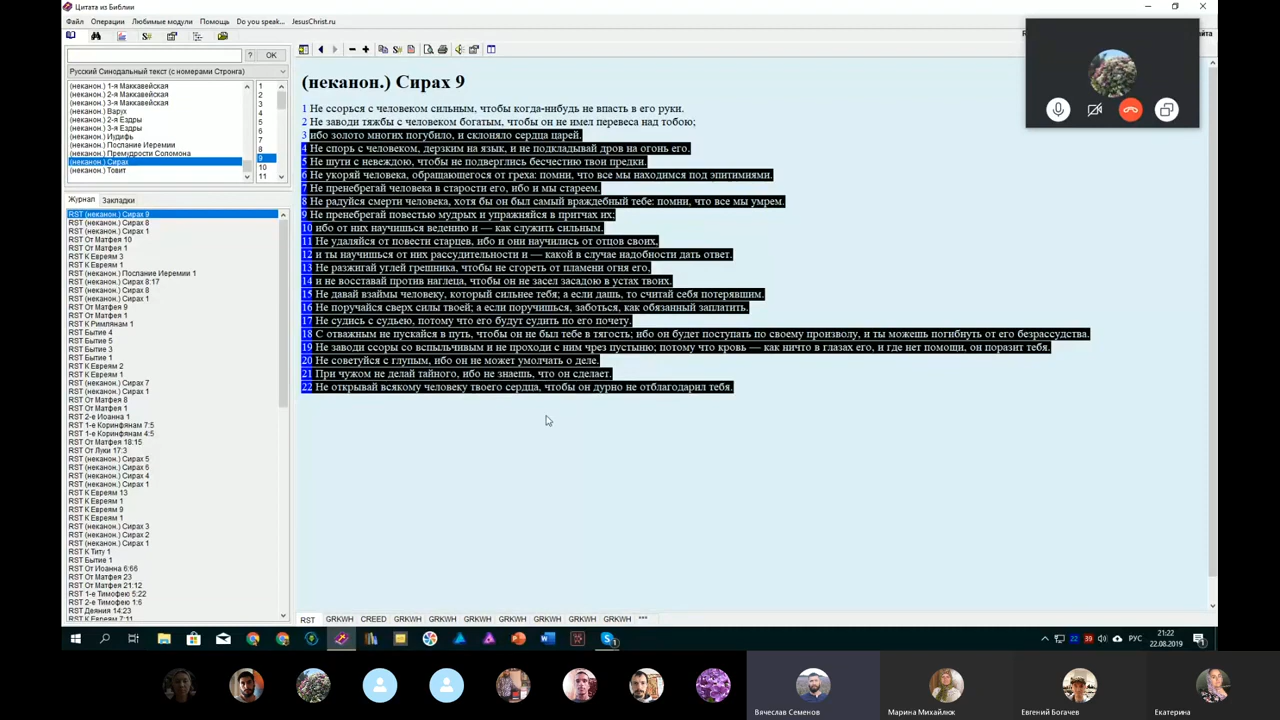 Цитата из Библии
Файл Операции Любимые модули Помощь Do you speak... JesusChrist.ru
? OK
Русский Синодальный текст (с номерами Стронга)
(неканон.) 1-я Маккавейская
(неканон.) 2-я Маккавейская
(неканон.) 3-я Маккавейская
(неканон.) Варух
(неканон.) 2-я Ездры
(неканон.) 3-я Ездры
(неканон.) Иудифь
(неканон.) Послание Иеремии
(неканон.) Премудрости Соломона
(неканон.) Сирах
(неканон.) Товит
1
2
3
4
5
6
7
8
9
10
11
Журнал Закладки
RST (неканон.) Сирах 9
RST (неканон.) Сирах 8
RST (неканон.) Сирах 1
RST От Матфея 10
RST От Матфея 1
RST К Евреям 3
RST К Евреям 1
RST (неканон.) Послание Иеремии 1
RST (неканон.) Сирах 8:17
RST (неканон.) Сирах 8
RST (неканон.) Сирах 1
RST От Матфея 9
RST От Матфея 1
RST К Римлянам 1
RST Бытие 4
RST Бытие 5
RST Бытие 3
RST Бытие 1
RST К Евреям 2
RST К Евреям 1
RST (неканон.) Сирах 7
RST (неканон.) Сирах 1
RST От Матфея 8
RST От Матфея 1
RST 2-е Иоанна 1
RST 1-е Коринфянам 7:5
RST 1-е Коринфянам 4:5
RST От Матфея 18:15
RST От Луки 17:3
RST (неканон.) Сирах 5
RST (неканон.) Сирах 6
RST (неканон.) Сирах 4
RST (неканон.) Сирах 1
RST К Евреям 13
RST К Евреям 1
RST К Евреям 9
RST К Евреям 1
RST (неканон.) Сирах 3
RST (неканон.) Сирах 2
RST (неканон.) Сирах 1
RST К Титу 1
RST Бытие 1
RST От Иоанна 6:66
RST От Матфея 23
RST От Матфея 21:12
RST 1-е Тимофею 5:22
RST 2-е Тимофею 1:6
RST Деяния 14:23
RST К Евреям 7:11
(неканон.) Сирах 9
1 Не ссорься с человеком сильным, чтобы когда-нибудь не впасть в его руки.
2 Не заводи тяжбы с человеком богатым, чтобы он не имел перевеса над тобою;
3 ибо золото многих погубило, и склоняло сердца царей.
4 Не спорь с человеком, дерзким на язык, и не подкладывай дров на огонь его.
5 Не шути с невеждою, чтобы не подверглись бесчестию твои предки.
6 Не укоряй человека, обращающегося от греха: помни, что все мы находимся под эпитимиями.
7 Не пренебрегай человека в старости его, ибо и мы стареем.
8 Не радуйся смерти человека, хотя бы он был самый враждебный тебе: помни, что все мы умрем.
9 Не пренебрегай повестью мудрых и упражняйся в притчах их;
10 ибо от них научишься ведению и — как служить сильным.
11 Не удаляйся от повести старцев, ибо и они научились от отцов своих,
12 и ты научишься от них рассудительности и — какой в случае надобности дать ответ.
13 Не разжигай углей грешника, чтобы не сгореть от пламени огня его,
14 и не восставай против наглеца, чтобы он не засел засадою в устах твоих.
15 Не давай взаймы человеку, который сильнее тебя; а если дашь, то считай себя потерявшим.
16 Не поручайся сверх силы твоей; а если поручишься, заботься, как обязанный заплатить.
17 Не судись с судьею, потому что его будут судить по его почету.
18 С отважным не пускайся в путь, чтобы он не был тебе в тягость; ибо он будет поступать по своему произволу, и ты можешь погибнуть от его безрассудства.
19 Не заводи ссоры со вспыльчивым и не проходи с ним чрез пустыню; потому что кровь — как ничто в глазах его, и где нет помощи, он поразит тебя.
20 Не советуйся с глупым, ибо он не может умолчать о деле.
21 При чужом не делай тайного, ибо не знаешь, что он сделает.
22 Не открывай всякому человеку твоего сердца, чтобы он дурно не отблагодарил тебя.
RST GRKWH CREED GRKWH GRKWH GRKWH GRKWH GRKWH
22 39 РУС 21:22
22.08.2019
Вячеслав Семенов Марина Михайлюк Евгений Богачев Екатерина